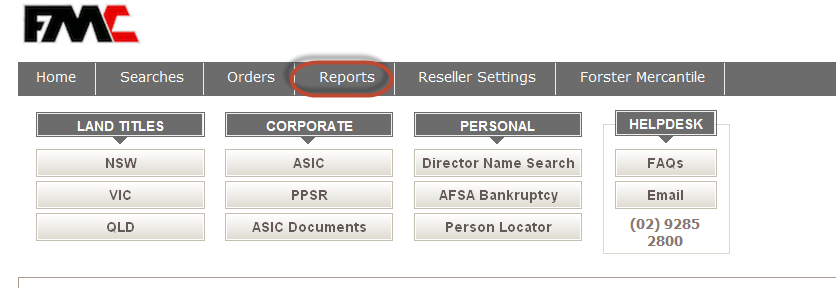 FMC
Home Searches Orders Reports Reseller Settings Forster Mercantile
LAND TITLES CORPORATE PERSONAL HELPDESK
NSW ASIC Director Name Search FAQs
VIC PPSR AFSA Bankruptcy Email
QLD ASIC Documents Person Locator (02) 9285
2800